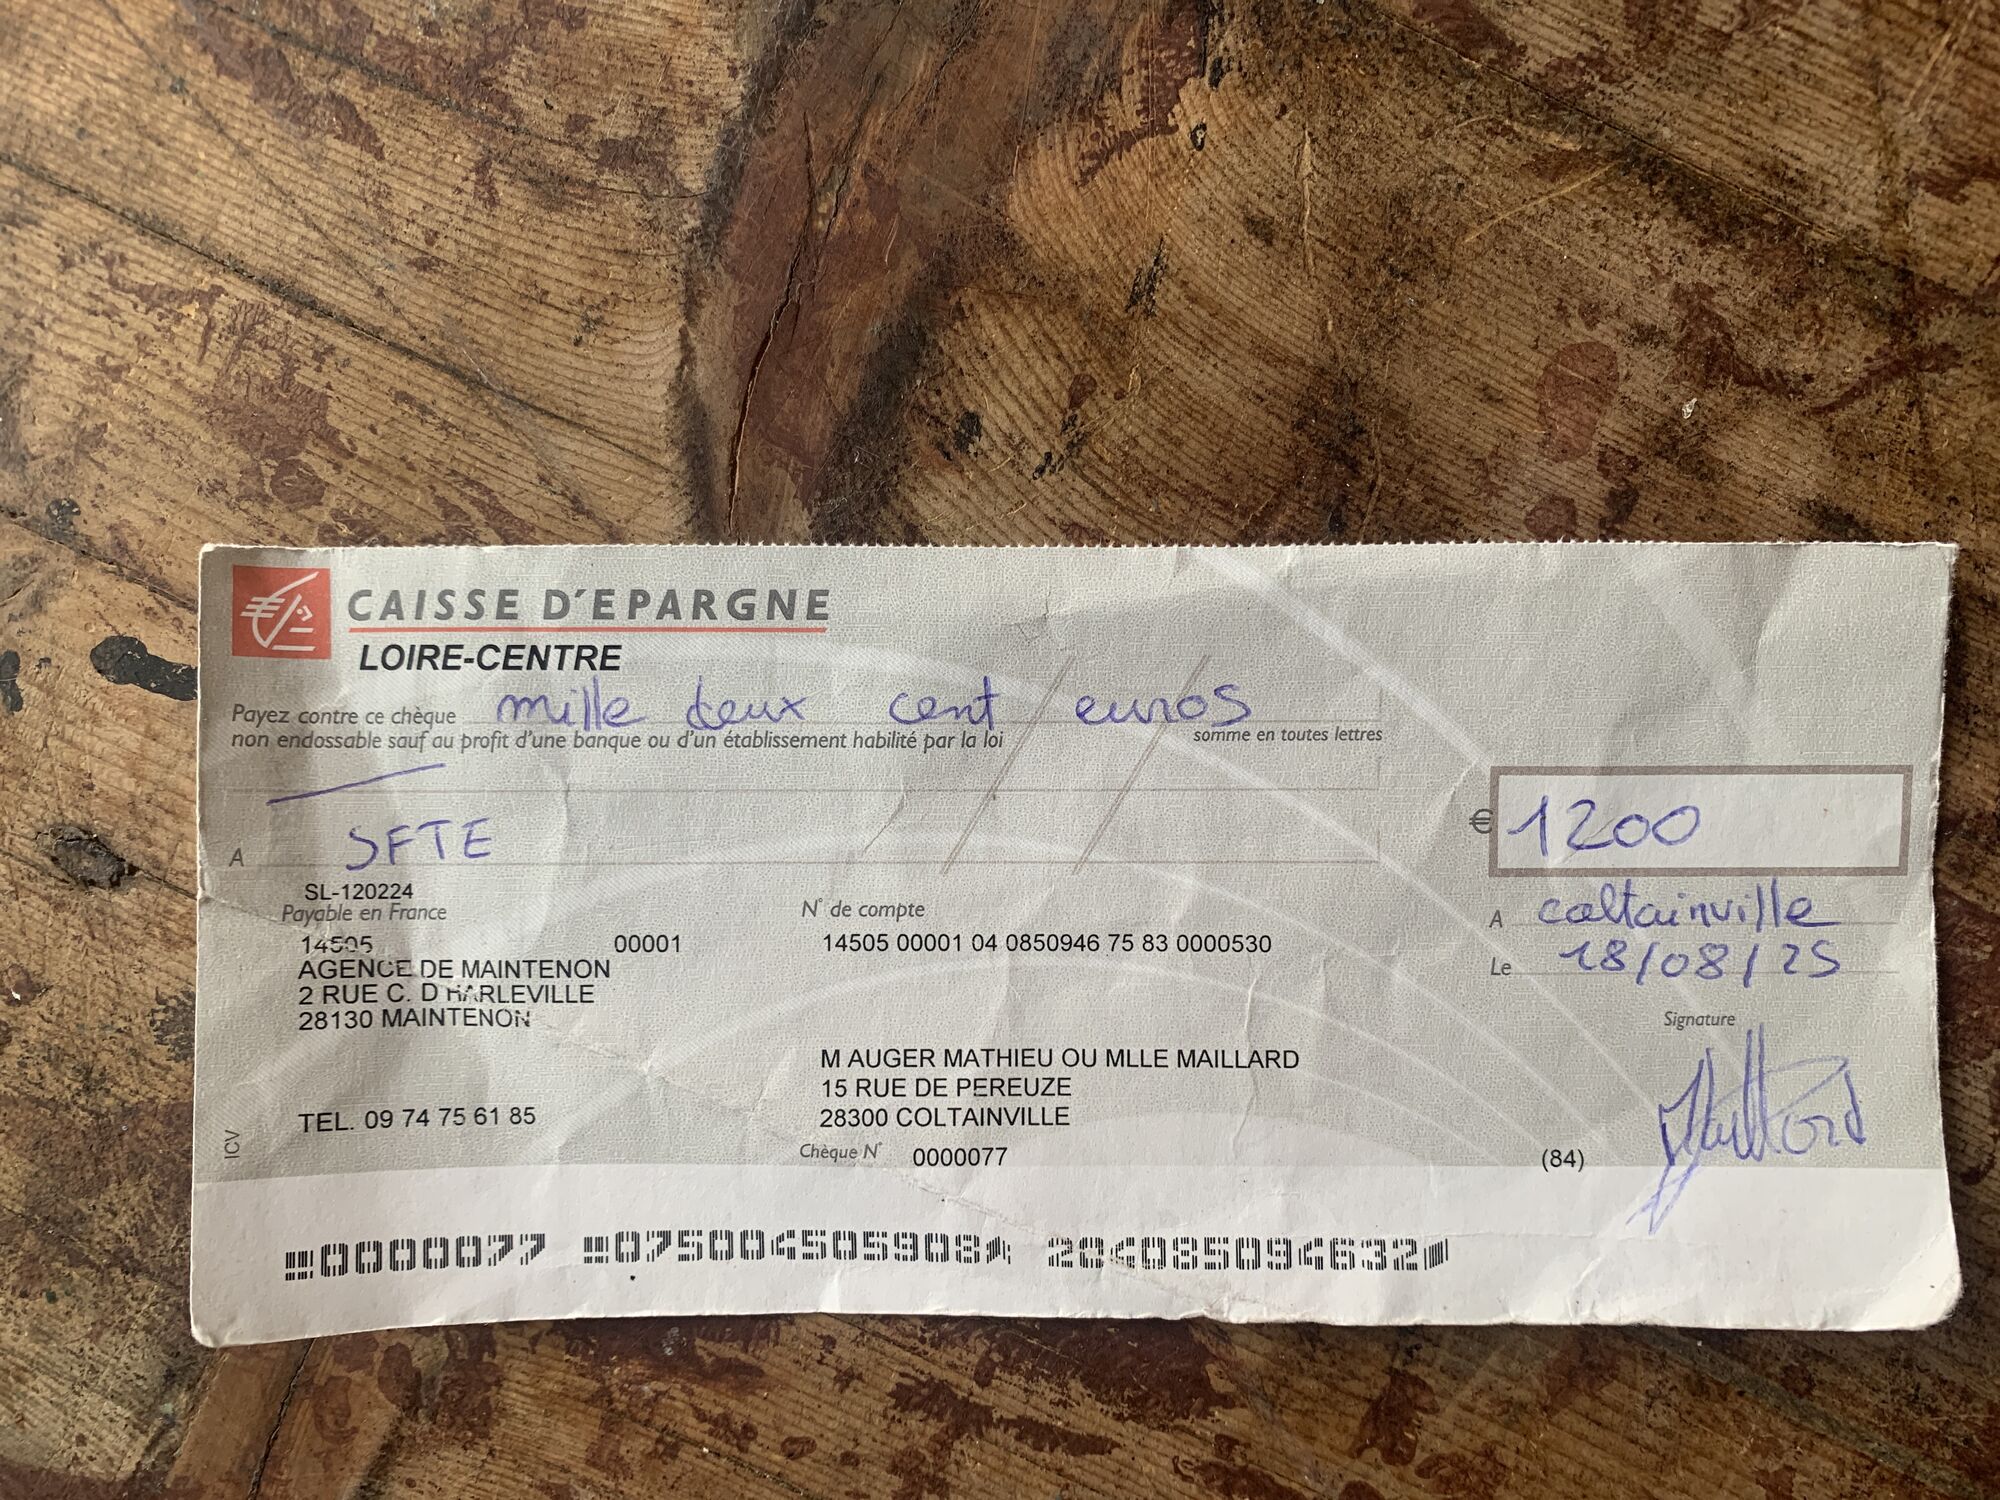 CAISSE D'EPARGNE
LOIRE-CENTRE
Payez contre ce chèque mille deux cent euros
non endossable sauf au profit d'une banque ou d'un établissement habilité par la loi somme en toutes lettres
€ 1200
A SFTE
SL-120224
Payable en France N° de compte
A coltainville
14505 00001 14505 00001 04 0850946 75 83 0000530
Le 18/08/25
AGENCE DE MAINTENON
2 RUE C. D HARLEVILLE
28130 MAINTENON
Signature
Maillard
M AUGER MATHIEU OU MLLE MAILLARD
15 RUE DE PEREUZE
TEL. 09 74 75 61 85 28300 COLTAINVILLE
ICV
Chèque N° 0000077 (84)
0000077 075004505908 204085094632